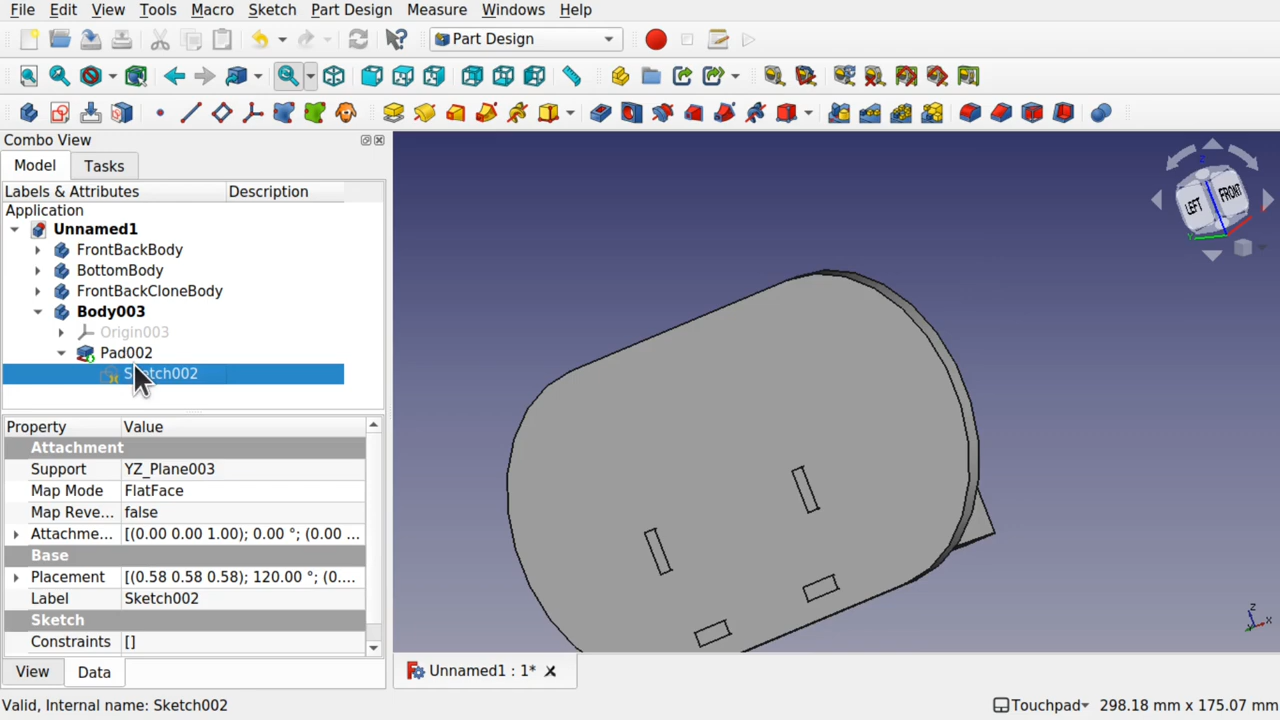 File Edit View Tools Macro Sketch Part Design Measure Windows Help
Part Design
Combo View
Model Tasks
Labels & Attributes Description
Application
Unnamed1
FrontBackBody
BottomBody
FrontBackCloneBody
Body003
Origin003
Pad002
Sketch002
Property Value
Attachment
Support YZ_Plane003
Map Mode FlatFace
Map Reve... false
Attachme... [(0.00 0.00 1.00); 0.00 °; (0.00 ...
Base
Placement [(0.58 0.58 0.58); 120.00 °; (0....
Label Sketch002
Sketch
Constraints []
View Data
LEFT FRONT
Z
Y
Z
X
Unnamed1 : 1*
Valid, Internal name: Sketch002
Touchpad 298.18 mm x 175.07 mm